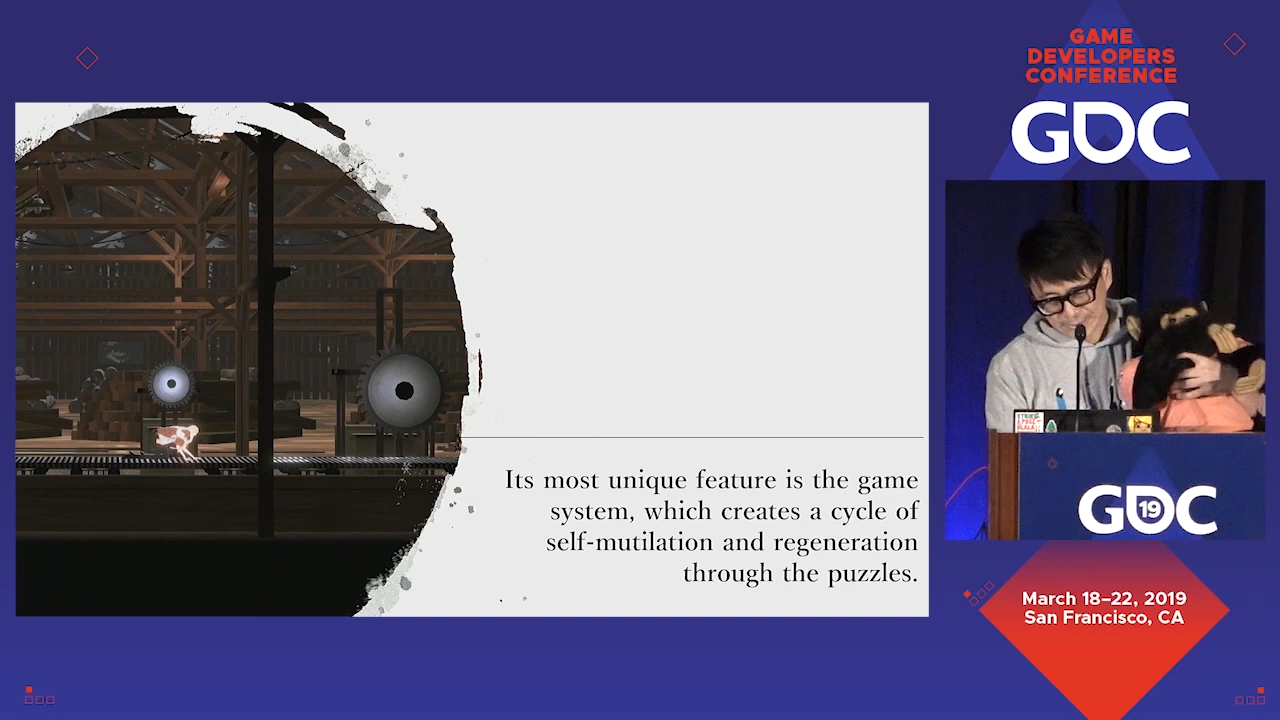 GAME
DEVELOPERS
CONFERENCE
GDC
Its most unique feature is the game
system, which creates a cycle of
self-mutilation and regeneration
through the puzzles.
GDC
19
March 18–22, 2019
San Francisco, CA